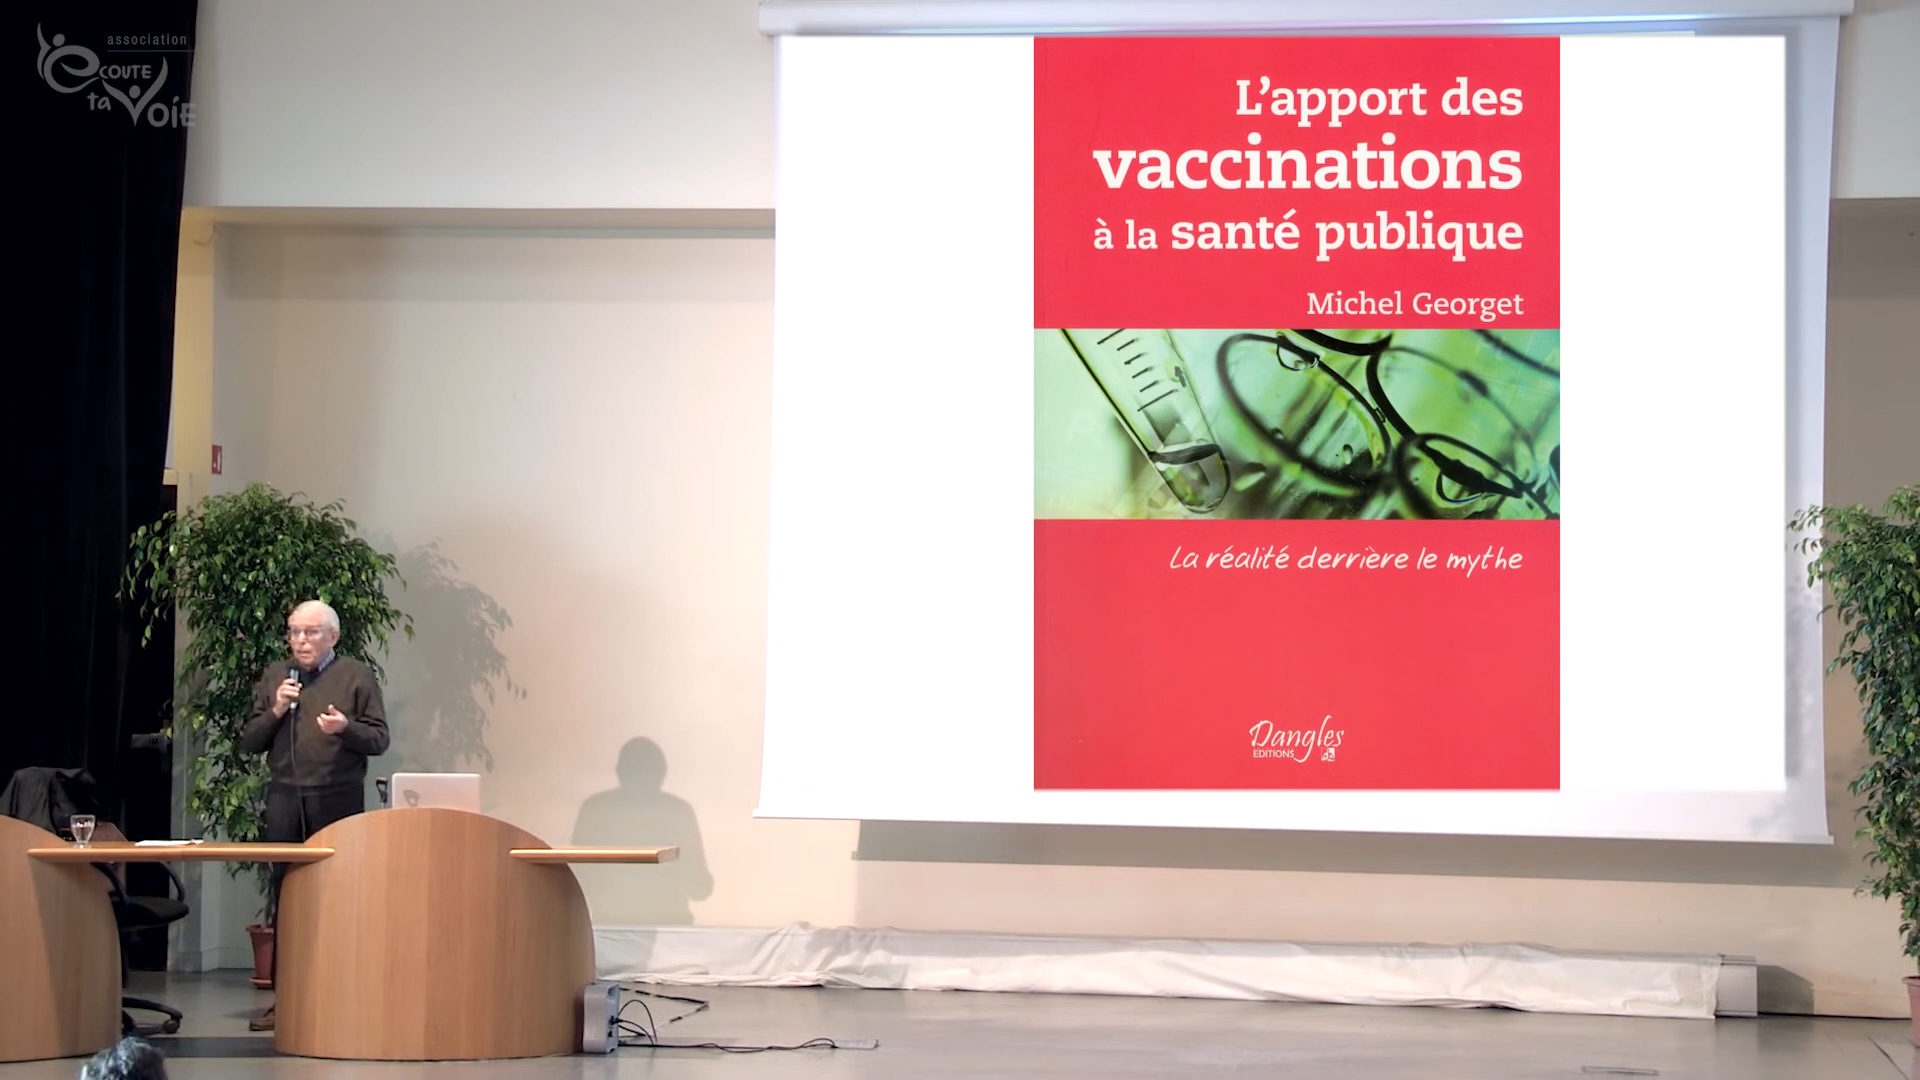 association
écoute
ta
voie
L'apport des
vaccinations
à la santé publique
Michel Georget
La réalité derrière le mythe
Dangles
EDITIONS